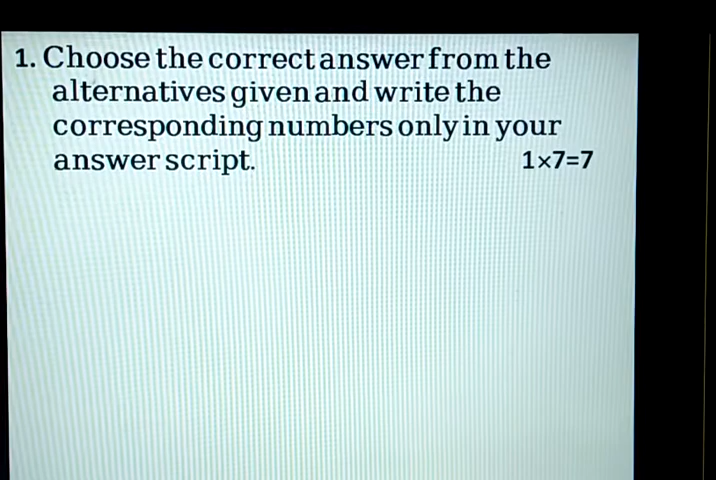 1. Choose the correct answer from the
alternatives given and write the
corresponding numbers only in your
answer script. 1×7=7